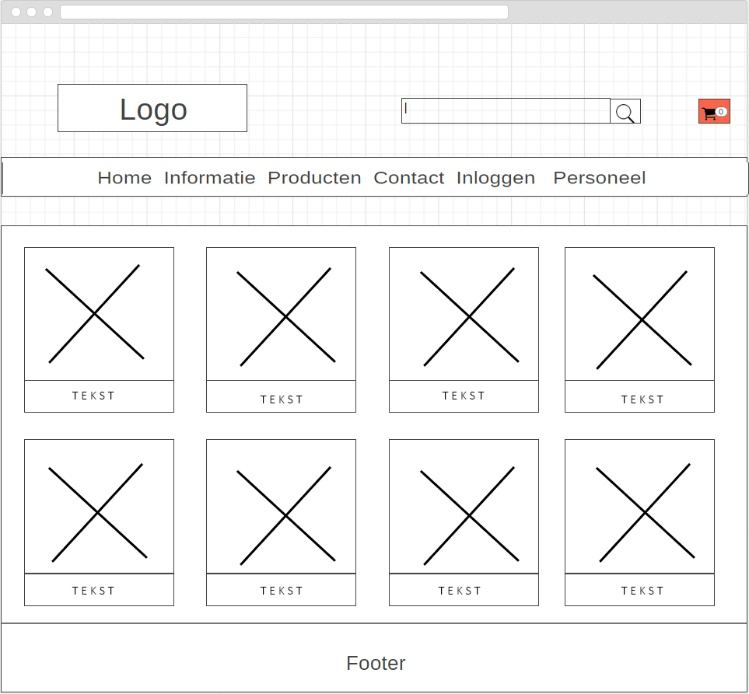 Logo
0
Home Informatie Producten Contact Inloggen Personeel
TEKST TEKST TEKST TEKST
TEKST TEKST TEKST TEKST
Footer